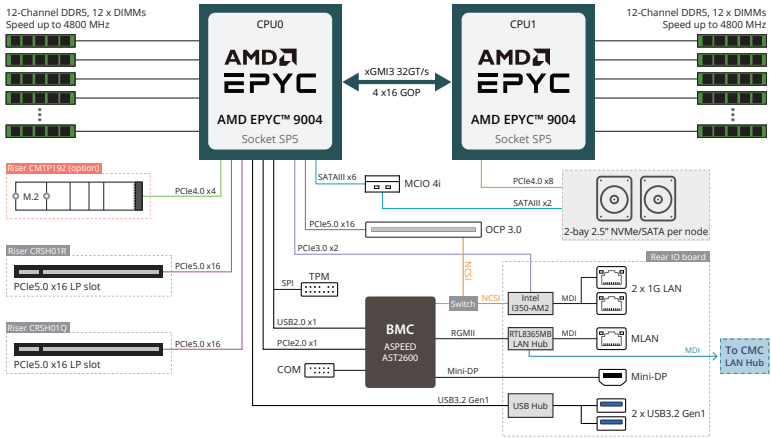 12-Channel DDR5, 12 x DIMMs
Speed up to 4800 MHz
CPU0
AMD
EPYC
AMD EPYC™ 9004
Socket SP5
xGMI3 32GT/s
4 x16 GOP
CPU1
AMD
EPYC
AMD EPYC™ 9004
Socket SP5
12-Channel DDR5, 12 x DIMMs
Speed up to 4800 MHz
Riser CMTP192 (option)
M.2
PCIe4.0 x4
SATAIII x6
MCIO 4i
PCIe4.0 x8
SATAIII x2
2-bay 2.5" NVMe/SATA per node
PCIe5.0 x16
OCP 3.0
PCIe3.0 x2
Riser CRSH01R
PCIe5.0 x16
PCIe5.0 x16 LP slot
Rear IO board
NCSI
SPI
TPM
Switch
NCSI
Intel
I350-AM2
MDI
2 x 1G LAN
Riser CRSH01Q
PCIe5.0 x16
PCIe5.0 x16 LP slot
USB2.0 x1
PCIe2.0 x1
COM
BMC
ASPEED
AST2600
RGMII
RTL8365MB
LAN Hub
MDI
MLAN
MDI
To CMC
LAN Hub
Mini-DP
Mini-DP
USB3.2 Gen1
USB Hub
2 x USB3.2 Gen1